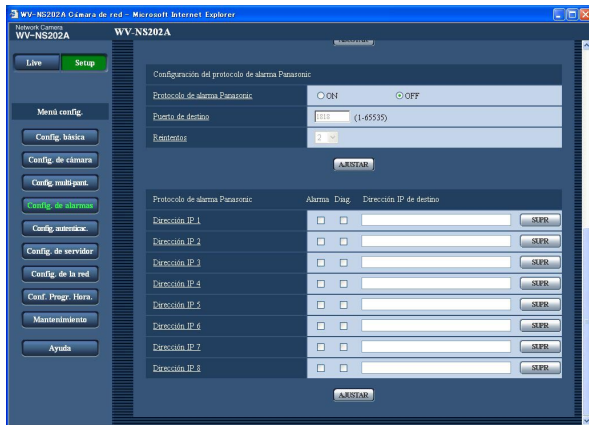 WV-NS202A Cámara de red - Microsoft Internet Explorer
Network Camera
WV-NS202A
WV-NS202A
Live Setup
Configuración del protocolo de alarma Panasonic
Protocolo de alarma Panasonic ON OFF
Menú config.
Puerto de destino 1818 (1-65535)
Config. básica
Reintentos 2
Config. de cámara
AJUSTAR
Config. multi-pant.
Config. de alarmas
Protocolo de alarma Panasonic Alarma Diag. Dirección IP de destino
Config. autenticac.
Dirección IP 1 SUPR
Config. de servidor
Dirección IP 2 SUPR
Config. de la red
Dirección IP 3 SUPR
Conf. Progr. Hora.
Dirección IP 4 SUPR
Mantenimiento
Dirección IP 5 SUPR
Dirección IP 6 SUPR
Ayuda
Dirección IP 7 SUPR
Dirección IP 8 SUPR
AJUSTAR